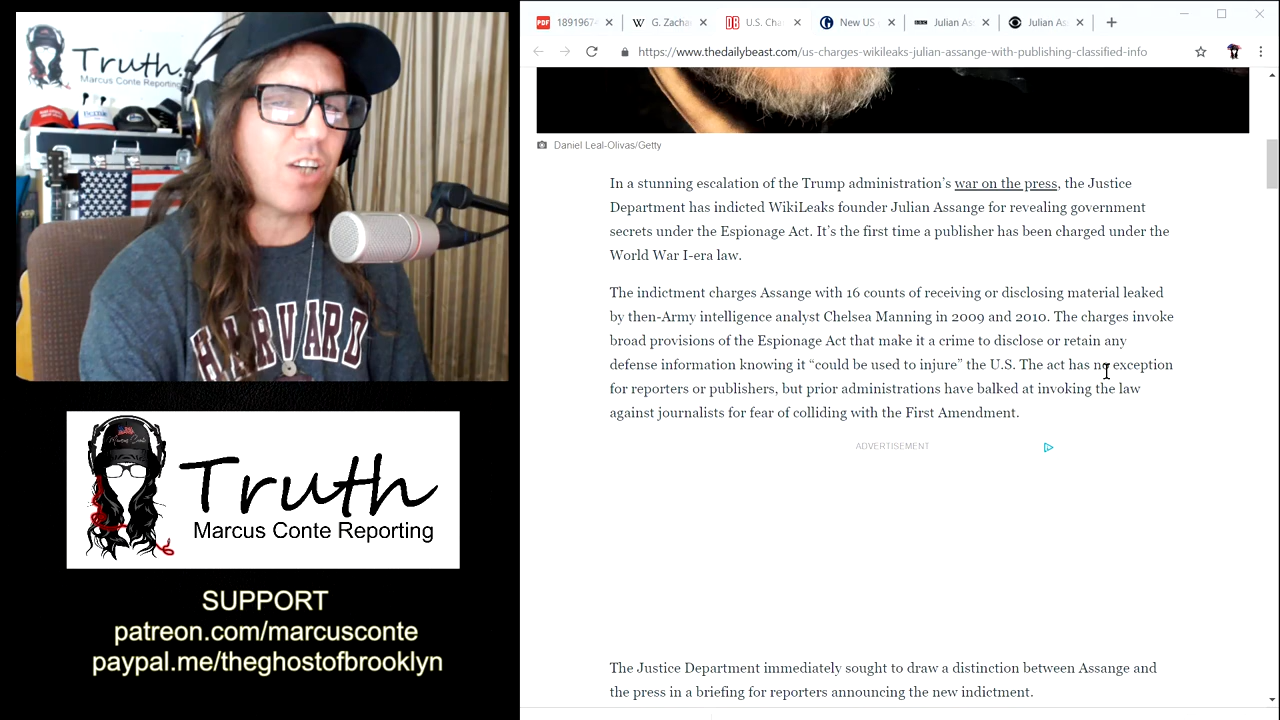 Truth.
Marcus Conte Reporting
HARVARD
Truth
Marcus Conte Reporting
SUPPORT
patreon.com/marcusconte
paypal.me/theghostofbrooklyn
PDF 1891967
W G. Zacha
DB U.S. Cha
New US
BBC Julian As
Julian As
https://www.thedailybeast.com/us-charges-wikileaks-julian-assange-with-publishing-classified-info
Daniel Leal-Olivas/Getty
In a stunning escalation of the Trump administration’s war on the press, the Justice
Department has indicted WikiLeaks founder Julian Assange for revealing government
secrets under the Espionage Act. It’s the first time a publisher has been charged under the
World War I-era law.
The indictment charges Assange with 16 counts of receiving or disclosing material leaked
by then-Army intelligence analyst Chelsea Manning in 2009 and 2010. The charges invoke
broad provisions of the Espionage Act that make it a crime to disclose or retain any
defense information knowing it “could be used to injure” the U.S. The act has no exception
for reporters or publishers, but prior administrations have balked at invoking the law
against journalists for fear of colliding with the First Amendment.
ADVERTISEMENT
The Justice Department immediately sought to draw a distinction between Assange and
the press in a briefing for reporters announcing the new indictment.